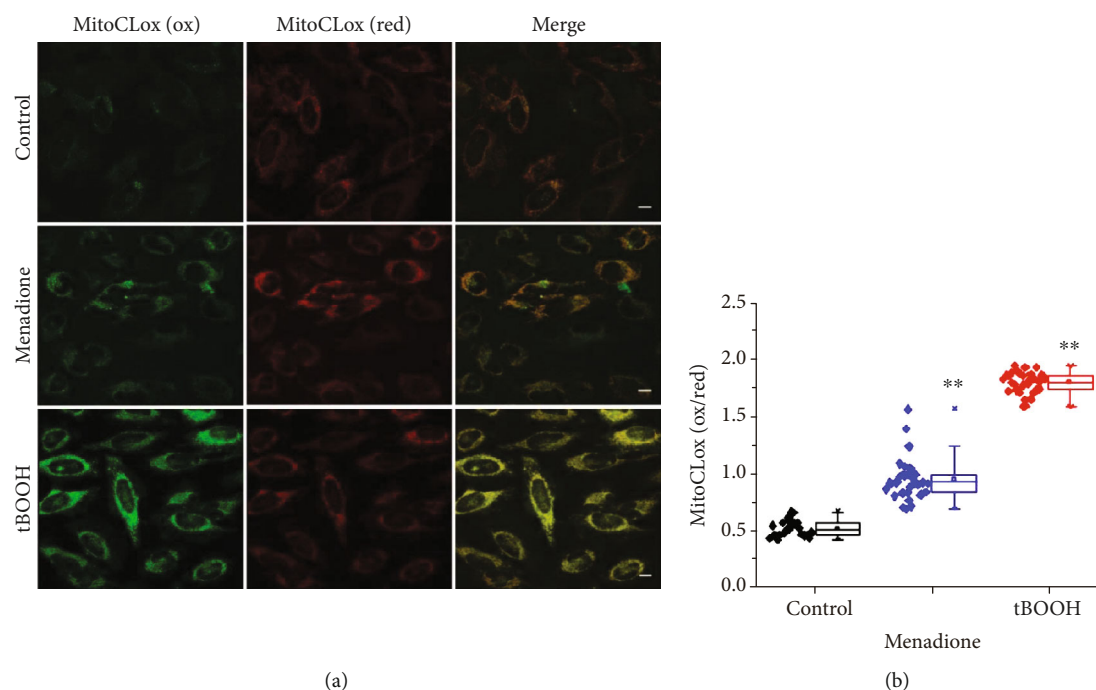 MitoCLox (ox) MitoCLox (red) Merge
Control
Menadione
tBOOH
(a)
MitoCLox (ox/red)
2.5
2.0
1.5
1.0
0.5
0.0
**
**
Control tBOOH
Menadione
(b)